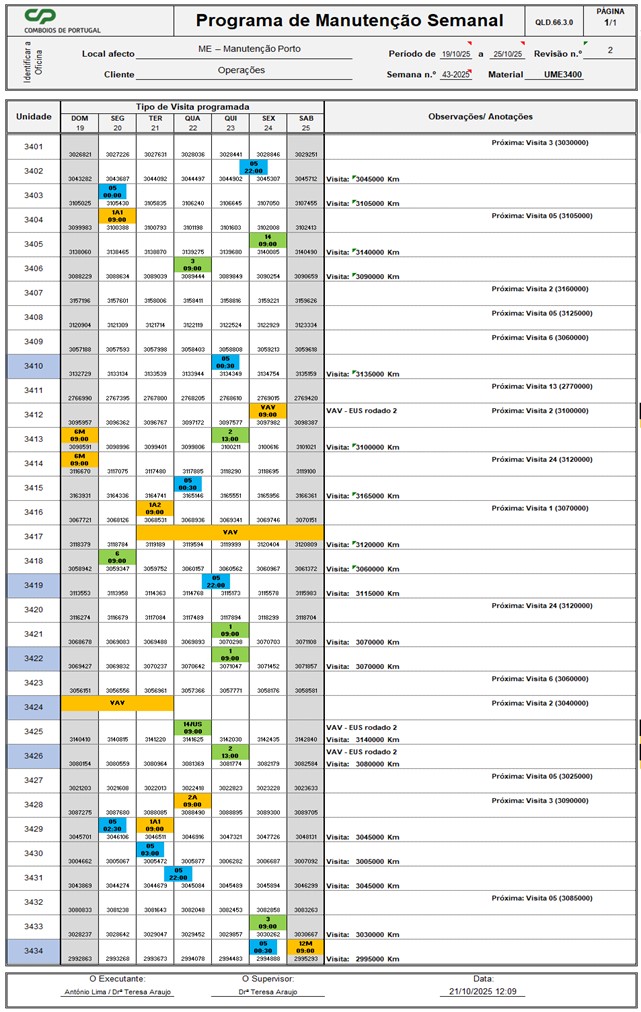 CP
COMBOIOS DE PORTUGAL
Programa de Manutenção Semanal
QLD.66.3.0
PÁGINA
1/1
Identificar a Oficina
Local afecto ME – Manutenção Porto
Período de 19/10/25 a 25/10/25 Revisão n.º 2
Cliente Operações
Semana n.º 43-2025 Material UME3400
Unidade Tipo de Visita programada Observações/ Anotações
DOM SEG TER QUA QUI SEX SAB
19 20 21 22 23 24 25
3401 Próxima: Visita 3 (3030000)
3026821 3027226 3027631 3028036 3028441 3028846 3029251
3402 05 22:00
3043282 3043687 3044092 3044497 3044902 3045307 3045712 Visita: 3045000 Km
3403 05 00:00
3105025 3105430 3105835 3106240 3106645 3107050 3107455 Visita: 3105000 Km
3404 1A1 09:00 Próxima: Visita 05 (3105000)
3099983 3100388 3100793 3101198 3101603 3102008 3102413
3405 14 09:00
3138060 3138465 3138870 3139275 3139680 3140085 3140490 Visita: 3140000 Km
3406 3 09:00
3088229 3088634 3089039 3089444 3089849 3090254 3090659 Visita: 3090000 Km
3407 Próxima: Visita 2 (3160000)
3157196 3157601 3158006 3158411 3158816 3159221 3159626
3408 Próxima: Visita 05 (3125000)
3120904 3121309 3121714 3122119 3122524 3122929 3123334
3409 Próxima: Visita 6 (3060000)
3057188 3057593 3057998 3058403 3058808 3059213 3059618
3410 05 00:30
3132729 3133134 3133539 3133944 3134349 3134754 3135159 Visita: 3135000 Km
3411 Próxima: Visita 13 (2770000)
2766990 2767395 2767800 2768205 2768610 2769015 2769420
3412 VAV 09:00 VAV - EUS rodado 2 Próxima: Visita 2 (3100000)
3095957 3096362 3096767 3097172 3097577 3097982 3098387
3413 6M 09:00 2 13:00
3098591 3098996 3099401 3099806 3100211 3100616 3101021 Visita: 3100000 Km
3414 6M 09:00 Próxima: Visita 24 (3120000)
3116670 3117075 3117480 3117885 3118290 3118695 3119100
3415 05 00:30
3163931 3164336 3164741 3165146 3165551 3165956 3166361 Visita: 3165000 Km
3416 1A2 09:00 Próxima: Visita 1 (3070000)
3067721 3068126 3068531 3068936 3069341 3069746 3070151
3417 VAV
3118379 3118784 3119189 3119594 3119999 3120404 3120809 Visita: 3120000 Km
3418 6 09:00
3058942 3059347 3059752 3060157 3060562 3060967 3061372 Visita: 3060000 Km
3419 05 22:00
3113553 3113958 3114363 3114768 3115173 3115578 3115983 Visita: 3115000 Km
3420 Próxima: Visita 24 (3120000)
3116274 3116679 3117084 3117489 3117894 3118299 3118704
3421 1 09:00
3068678 3069083 3069488 3069893 3070298 3070703 3071108 Visita: 3070000 Km
3422 1 09:00
3069427 3069832 3070237 3070642 3071047 3071452 3071857 Visita: 3070000 Km
3423 Próxima: Visita 6 (3060000)
3056151 3056556 3056961 3057366 3057771 3058176 3058581
3424 VAV Próxima: Visita 2 (3040000)
3425 14/US 09:00 VAV - EUS rodado 2
3140410 3140815 3141220 3141625 3142030 3142435 3142840 Visita: 3140000 Km
3426 2 13:00 VAV - EUS rodado 2
3080154 3080559 3080964 3081369 3081774 3082179 3082584 Visita: 3080000 Km
3427 Próxima: Visita 05 (3025000)
3021203 3021608 3022013 3022418 3022823 3023228 3023633
3428 2A 09:00 Próxima: Visita 3 (3090000)
3087275 3087680 3088085 3088490 3088895 3089300 3089705
3429 05 02:30 1A1 09:00
3045701 3046106 3046511 3046916 3047321 3047726 3048131 Visita: 3045000 Km
3430 05 03:00
3004662 3005067 3005472 3005877 3006282 3006687 3007092 Visita: 3005000 Km
3431 05 22:00
3043869 3044274 3044679 3045084 3045489 3045894 3046299 Visita: 3045000 Km
3432 Próxima: Visita 05 (3085000)
3080833 3081238 3081643 3082048 3082453 3082858 3083263
3433 3 09:00
3028237 3028642 3029047 3029452 3029857 3030262 3030667 Visita: 3030000 Km
3434 05 00:30 12M 09:00
2992863 2993268 2993673 2994078 2994483 2994888 2995293 Visita: 2995000 Km
O Executante: O Supervisor: Data:
António Lima / Drª Teresa Araujo Drª Teresa Araujo 21/10/2025 12:09